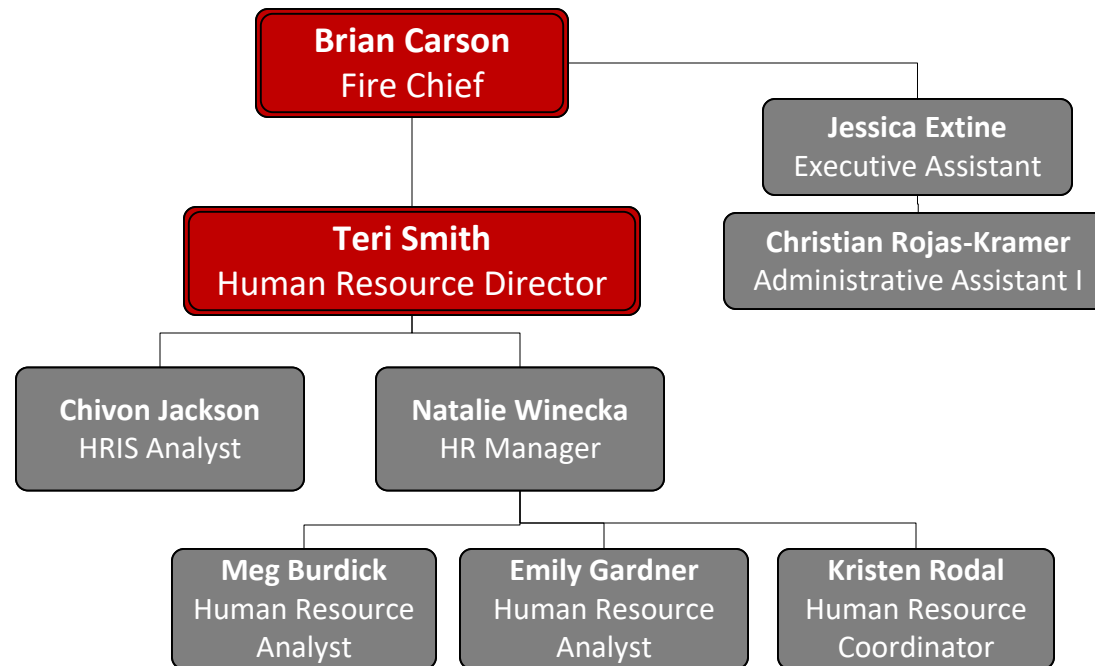 Brian Carson
Fire Chief
Jessica Extine
Executive Assistant
Teri Smith
Human Resource Director
Christian Rojas-Kramer
Administrative Assistant I
Chivon Jackson
HRIS Analyst
Natalie Winecka
HR Manager
Meg Burdick
Human Resource
Analyst
Emily Gardner
Human Resource
Analyst
Kristen Rodal
Human Resource
Coordinator